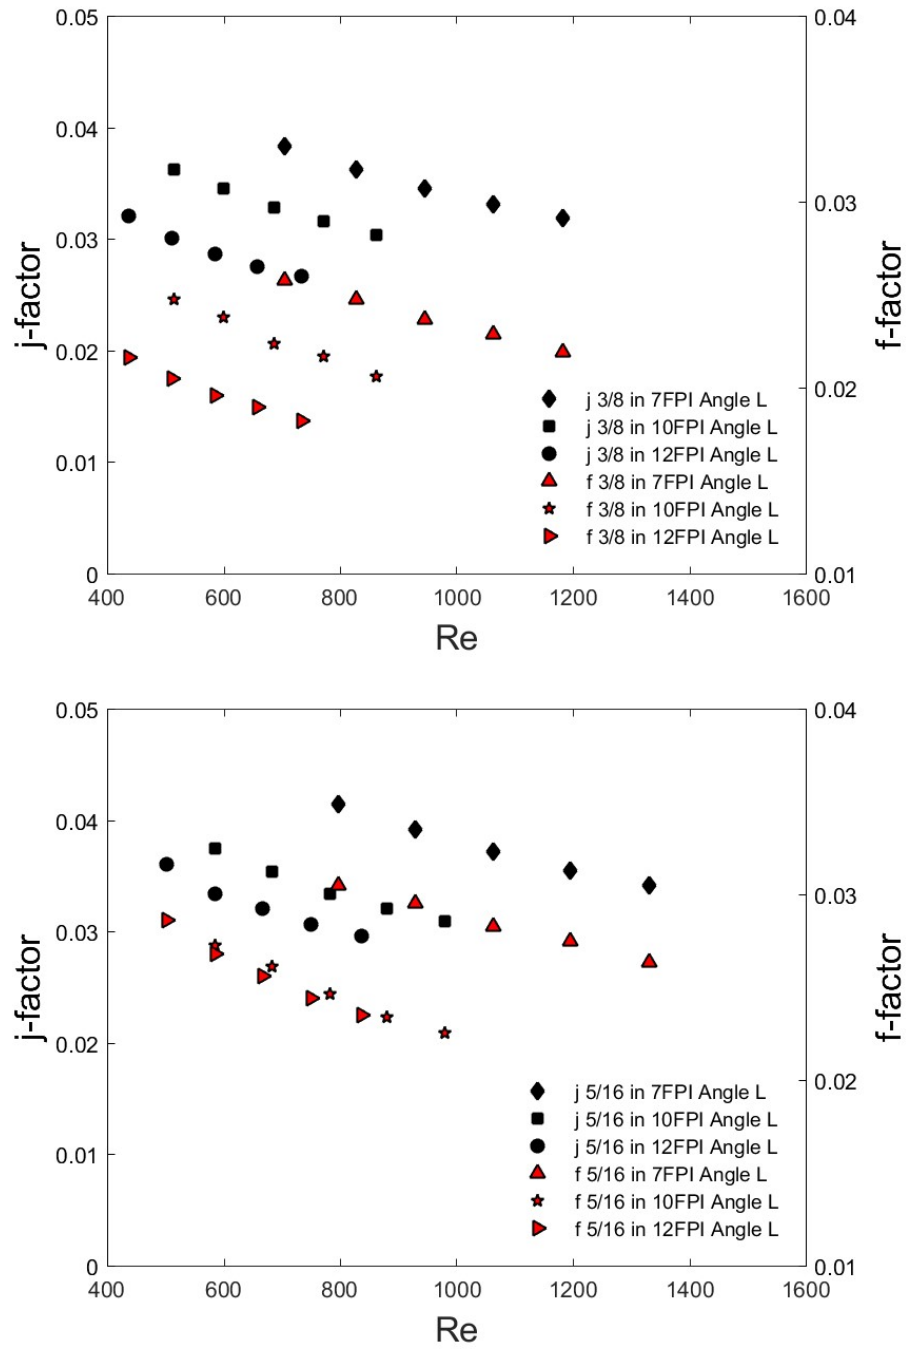 0.05
0.04
0.03
0.02
0.01
0
j-factor
0.04
0.03
0.02
0.01
f-factor
j 3/8 in 7FPI Angle L
j 3/8 in 10FPI Angle L
j 3/8 in 12FPI Angle L
f 3/8 in 7FPI Angle L
f 3/8 in 10FPI Angle L
f 3/8 in 12FPI Angle L
400 600 800 1000 1200 1400 1600
Re
0.05
0.04
0.03
0.02
0.01
0
j-factor
0.04
0.03
0.02
0.01
f-factor
j 5/16 in 7FPI Angle L
j 5/16 in 10FPI Angle L
j 5/16 in 12FPI Angle L
f 5/16 in 7FPI Angle L
f 5/16 in 10FPI Angle L
f 5/16 in 12FPI Angle L
400 600 800 1000 1200 1400 1600
Re